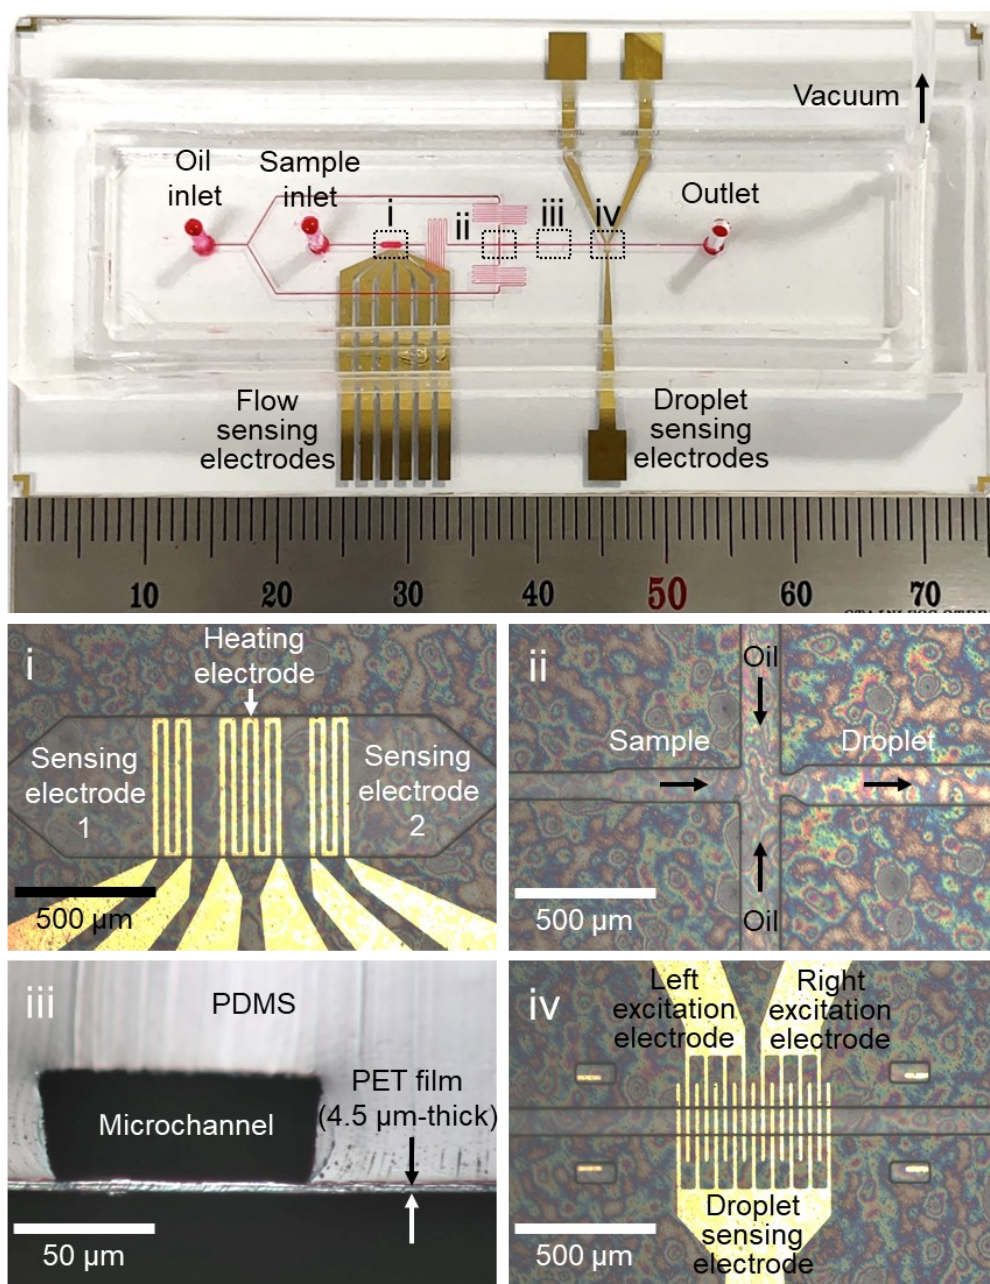 Vacuum
Oil
inlet
Sample
inlet
i
ii
iii
iv
Outlet
Flow
sensing
electrodes
Droplet
sensing
electrodes
10 20 30 40 50 60 70
i
Heating
electrode
Sensing
electrode
1
Sensing
electrode
2
500 µm
ii
Oil
Sample
Droplet
Oil
500 µm
iii
PDMS
PET film
(4.5 µm-thick)
Microchannel
50 µm
iv
Left
excitation
electrode
Right
excitation
electrode
Droplet
sensing
electrode
500 µm